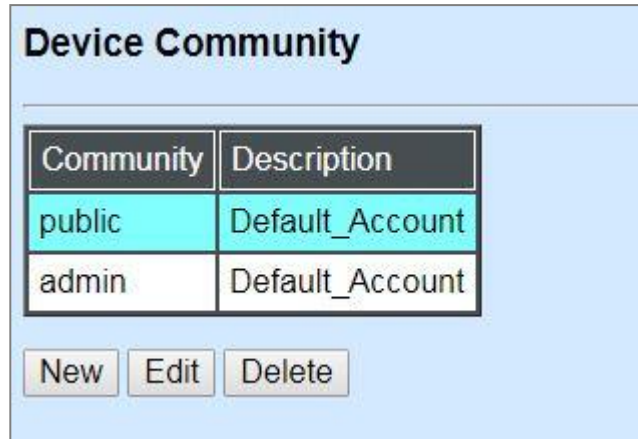 Device Community
Community Description
public Default_Account
admin Default_Account
New Edit Delete